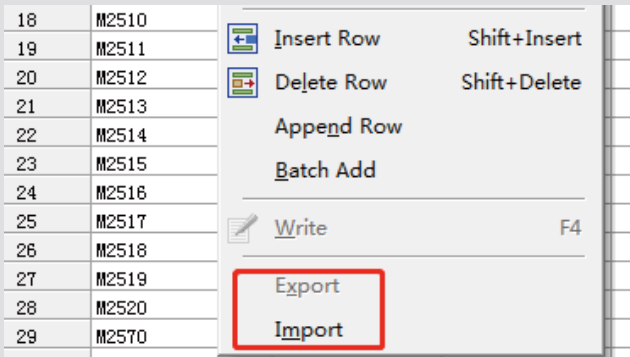 18 M2510
19 M2511
20 M2512
21 M2513
22 M2514
23 M2515
24 M2516
25 M2517
26 M2518
27 M2519
28 M2520
29 M2570
Insert Row Shift+Insert
Delete Row Shift+Delete
Append Row
Batch Add
Write F4
Export
Import